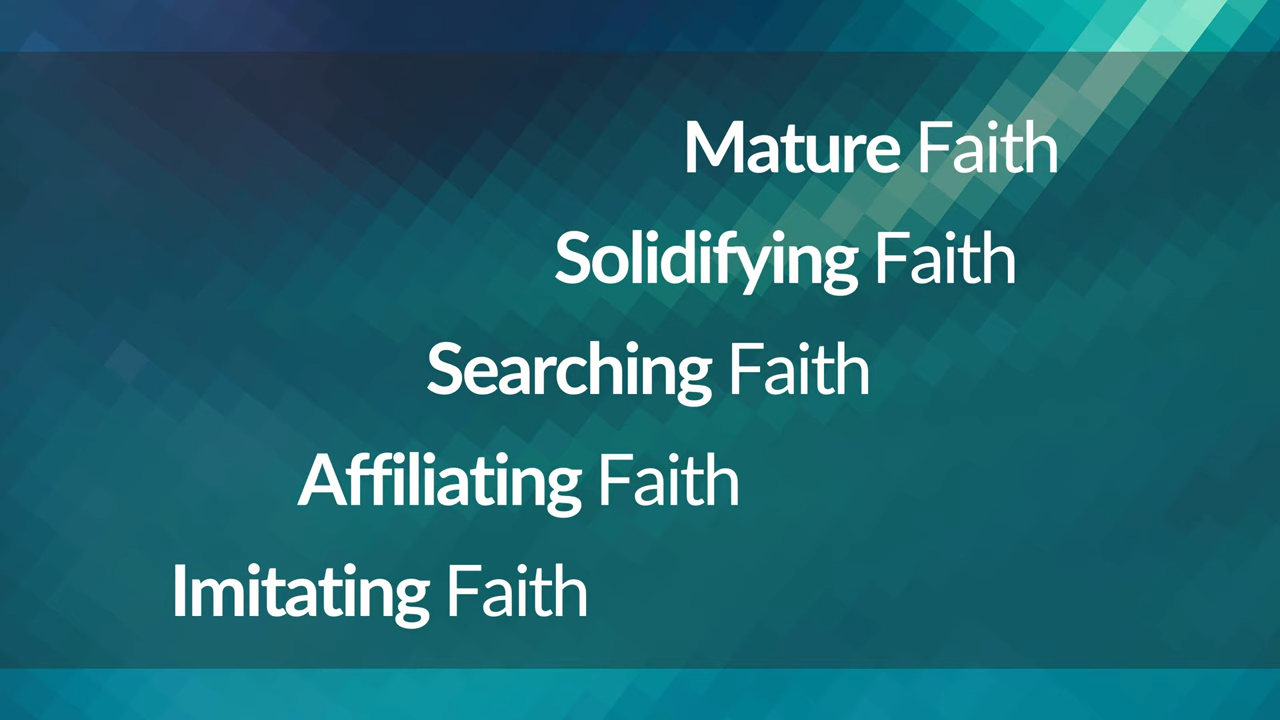 Mature Faith
Solidifying Faith
Searching Faith
Affiliating Faith
Imitating Faith